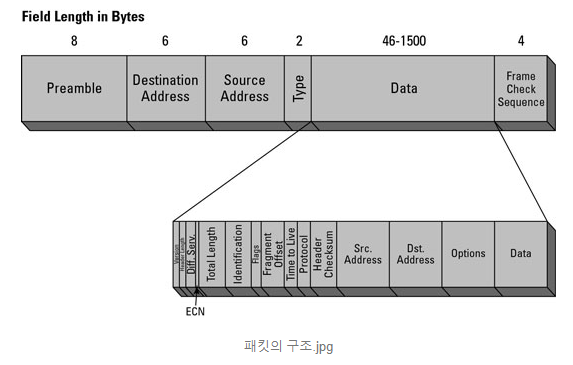 Field Length in Bytes
8 6 6 2 46-1500 4
Preamble
Destination
Address
Source
Address
Type
Data
Frame
Check
Sequence
Version
Header Length
Diff. Serv.
Total Length
Identification
Flags
Fragment
Offset
Time to Live
Protocol
Header
Checksum
Src.
Address
Dst.
Address
Options
Data
ECN
패킷의 구조.jpg